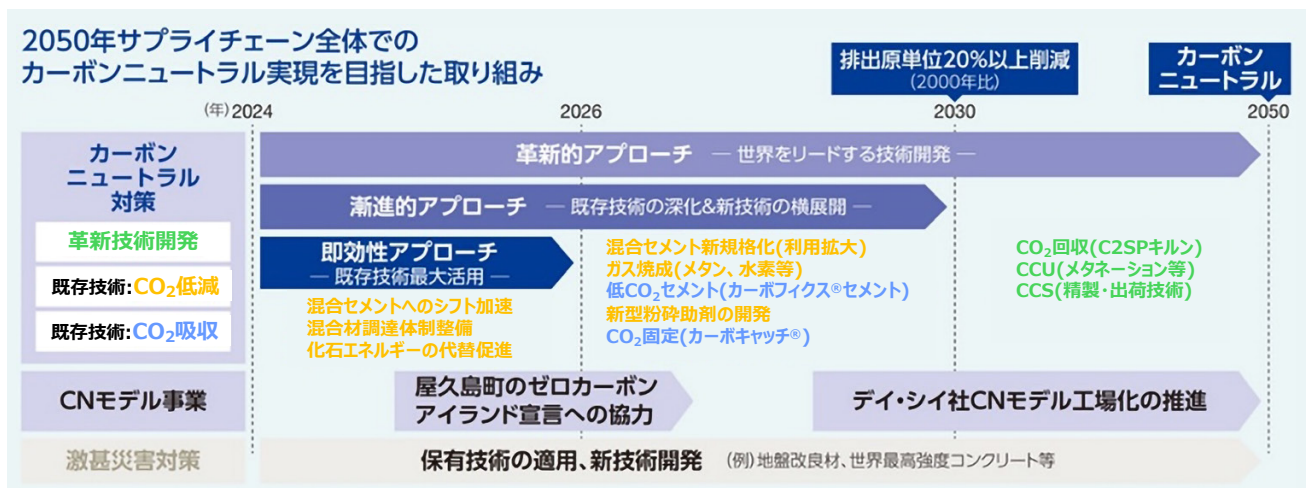 2050年サプライチェーン全体での
カーボンニュートラル実現を目指した取り組み
排出原単位20%以上削減
(2000年比)
カーボン
ニュートラル
(年)2024
2026
2030
2050
カーボン
ニュートラル
対策
革新技術開発
既存技術:CO2低減
既存技術:CO2吸収
革新的アプローチ ― 世界をリードする技術開発 ―
漸進的アプローチ ― 既存技術の深化&新技術の横展開 ―
即効性アプローチ
― 既存技術最大活用 ―
混合セメントへのシフト加速
混合材調達体制整備
化石エネルギーの代替促進
混合セメント新規格化(利用拡大)
ガス焼成(メタン、水素等)
低CO2セメント(カーボフィクス®セメント)
新型粉砕助剤の開発
CO2固定(カーボキャッチ®)
CO2回収(C2SPキルン)
CCU(メタネーション等)
CCS(精製・出荷技術)
CNモデル事業
屋久島町のゼロカーボン
アイランド宣言への協力
デイ・シイ社CNモデル工場化の推進
激甚災害対策
保有技術の適用、新技術開発 (例)地盤改良材、世界最高強度コンクリート等